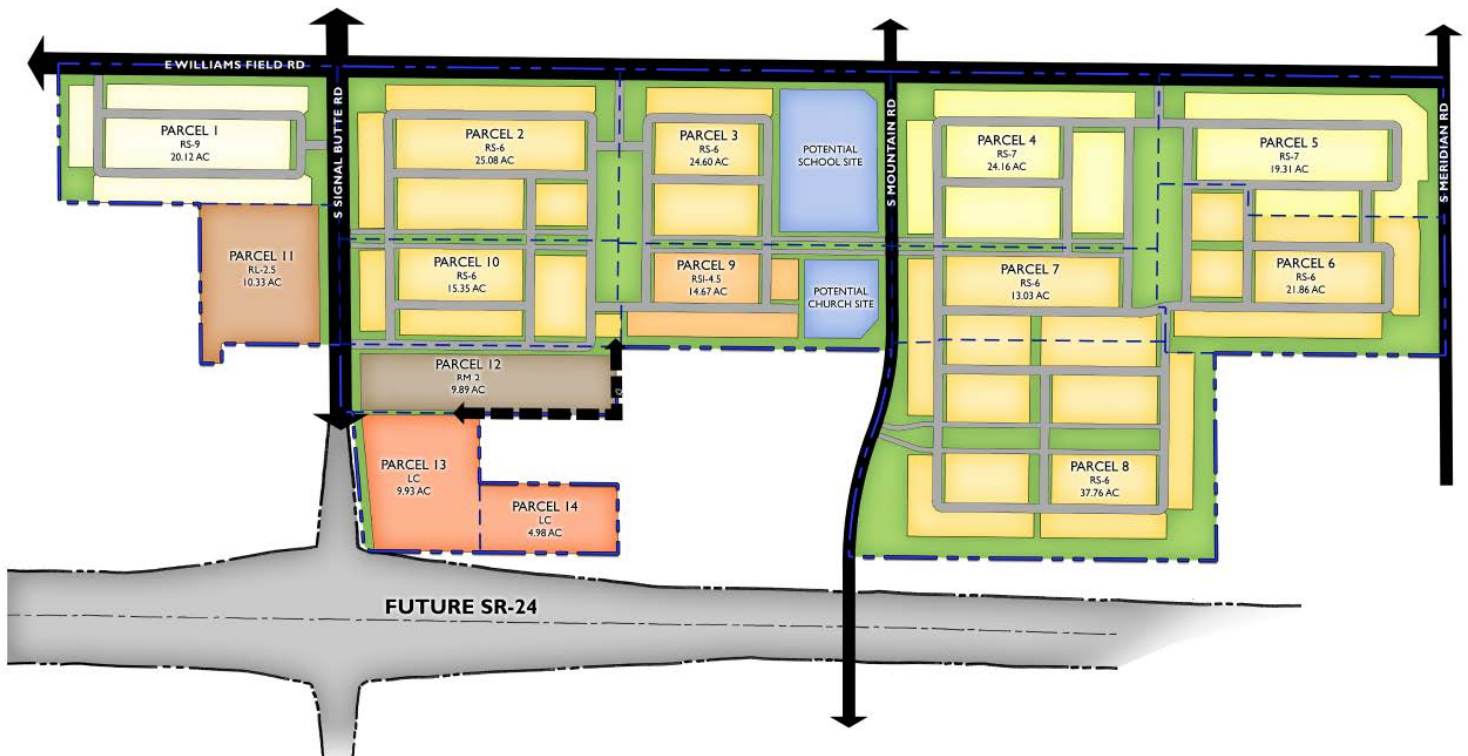 E WILLIAMS FIELD RD
S SIGNAL BUTTE RD
S MOUNTAIN RD
S MERIDIAN RD
PARCEL 1
RS-9
20.12 AC
PARCEL 2
RS-6
25.08 AC
PARCEL 3
RS-6
24.60 AC
POTENTIAL
SCHOOL SITE
PARCEL 4
RS-7
24.16 AC
PARCEL 5
RS-7
19.31 AC
PARCEL 11
RL-2.5
10.33 AC
PARCEL 10
RS-6
15.35 AC
PARCEL 9
RSL-4.5
14.67 AC
POTENTIAL
CHURCH SITE
PARCEL 7
RS-6
13.03 AC
PARCEL 6
RS-6
21.86 AC
PARCEL 12
RM-2
9.89 AC
PARCEL 13
LC
9.93 AC
PARCEL 14
LC
4.98 AC
PARCEL 8
RS-6
37.76 AC
FUTURE SR-24